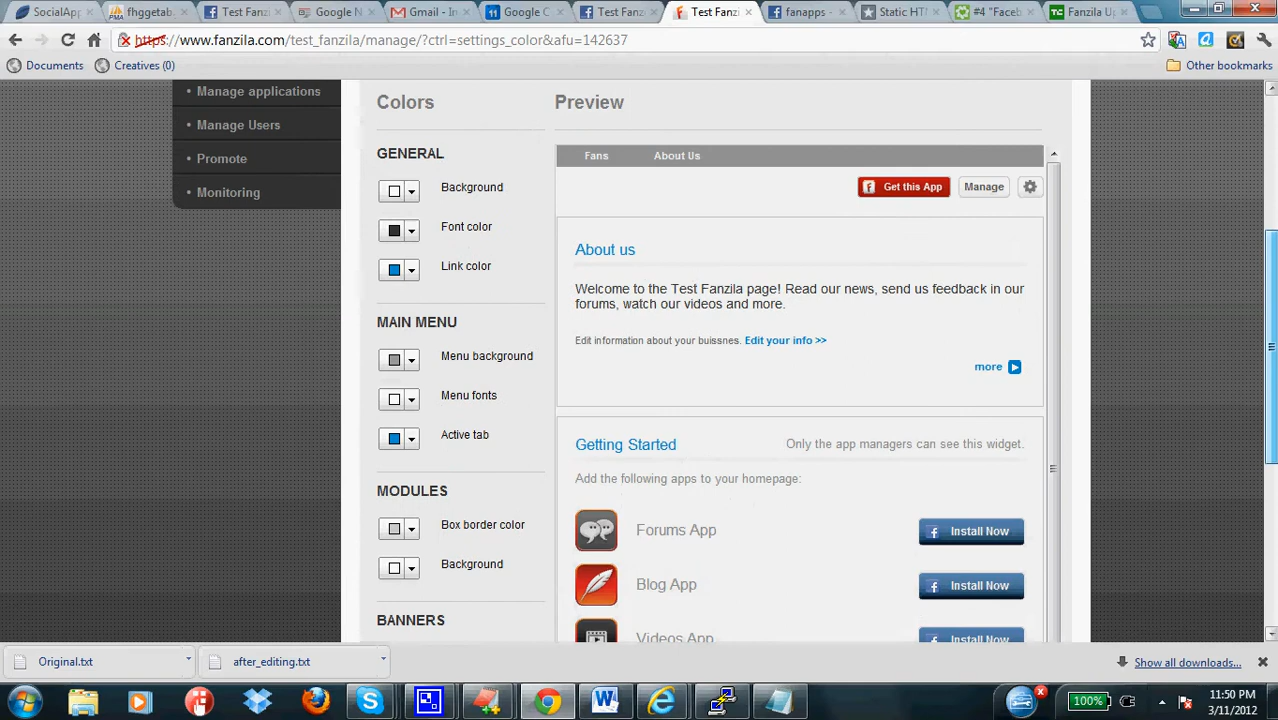 SocialApp
fhggetab.
Test Fanzi
Google I
Gmail - In
Google C
Test Fanzi
Test Fanzi
fanapps -
Static HT
#4 "Faceb
Fanzila Up
https://www.fanzila.com/test_fanzila/manage/?ctrl=settings_color&afu=142637
Documents
Creatives (0)
Other bookmarks
• Manage applications
• Manage Users
• Promote
• Monitoring
Colors
GENERAL
Background
Font color
Link color
MAIN MENU
Menu background
Menu fonts
Active tab
MODULES
Box border color
Background
BANNERS
Preview
Fans
About Us
Get this App
Manage
About us
Welcome to the Test Fanzila page! Read our news, send us feedback in our
forums, watch our videos and more.
Edit information about your buissnes. Edit your info >>
more
Getting Started
Only the app managers can see this widget.
Add the following apps to your homepage:
Forums App
Install Now
Blog App
Install Now
Videos App
Install Now
Original.txt
after_editing.txt
Show all downloads...
100%
11:50 PM
3/11/2012